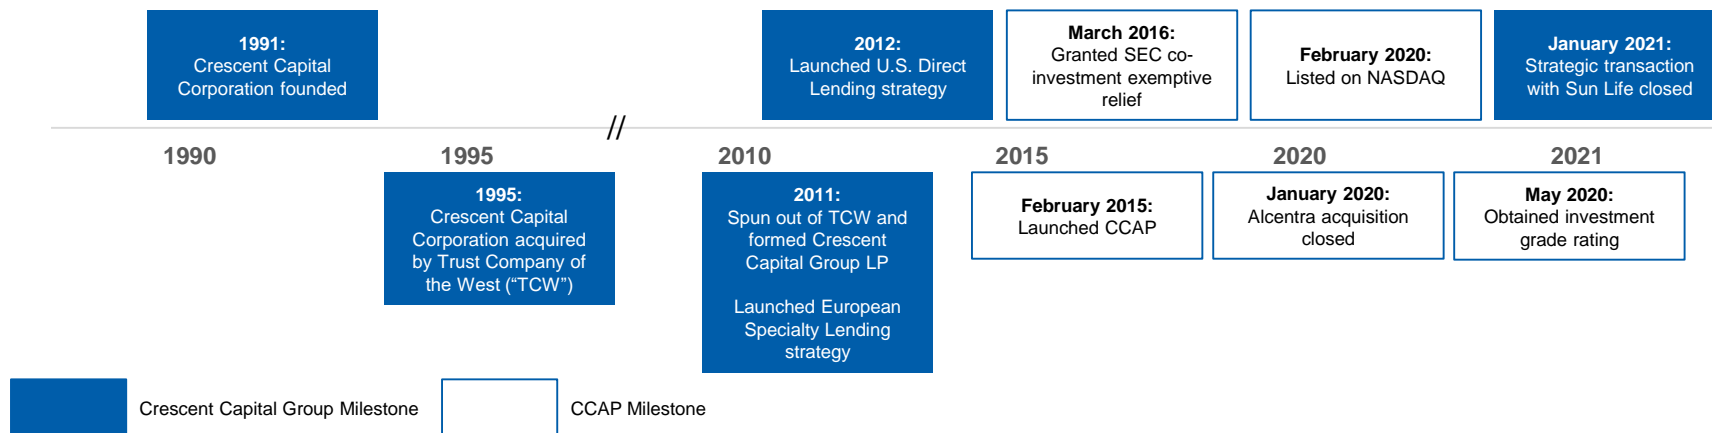 1991:
Crescent Capital
Corporation founded
2012:
Launched U.S. Direct
Lending strategy
March 2016:
Granted SEC co-
investment exemptive
relief
February 2020:
Listed on NASDAQ
January 2021:
Strategic transaction
with Sun Life closed
//
1990
1995
2010
2015
2020
2021
1995:
Crescent Capital
Corporation acquired
by Trust Company of
the West (“TCW”)
2011:
Spun out of TCW and
formed Crescent
Capital Group LP
Launched European
Specialty Lending
strategy
February 2015:
Launched CCAP
January 2020:
Alcentra acquisition
closed
May 2020:
Obtained investment
grade rating
Crescent Capital Group Milestone
CCAP Milestone